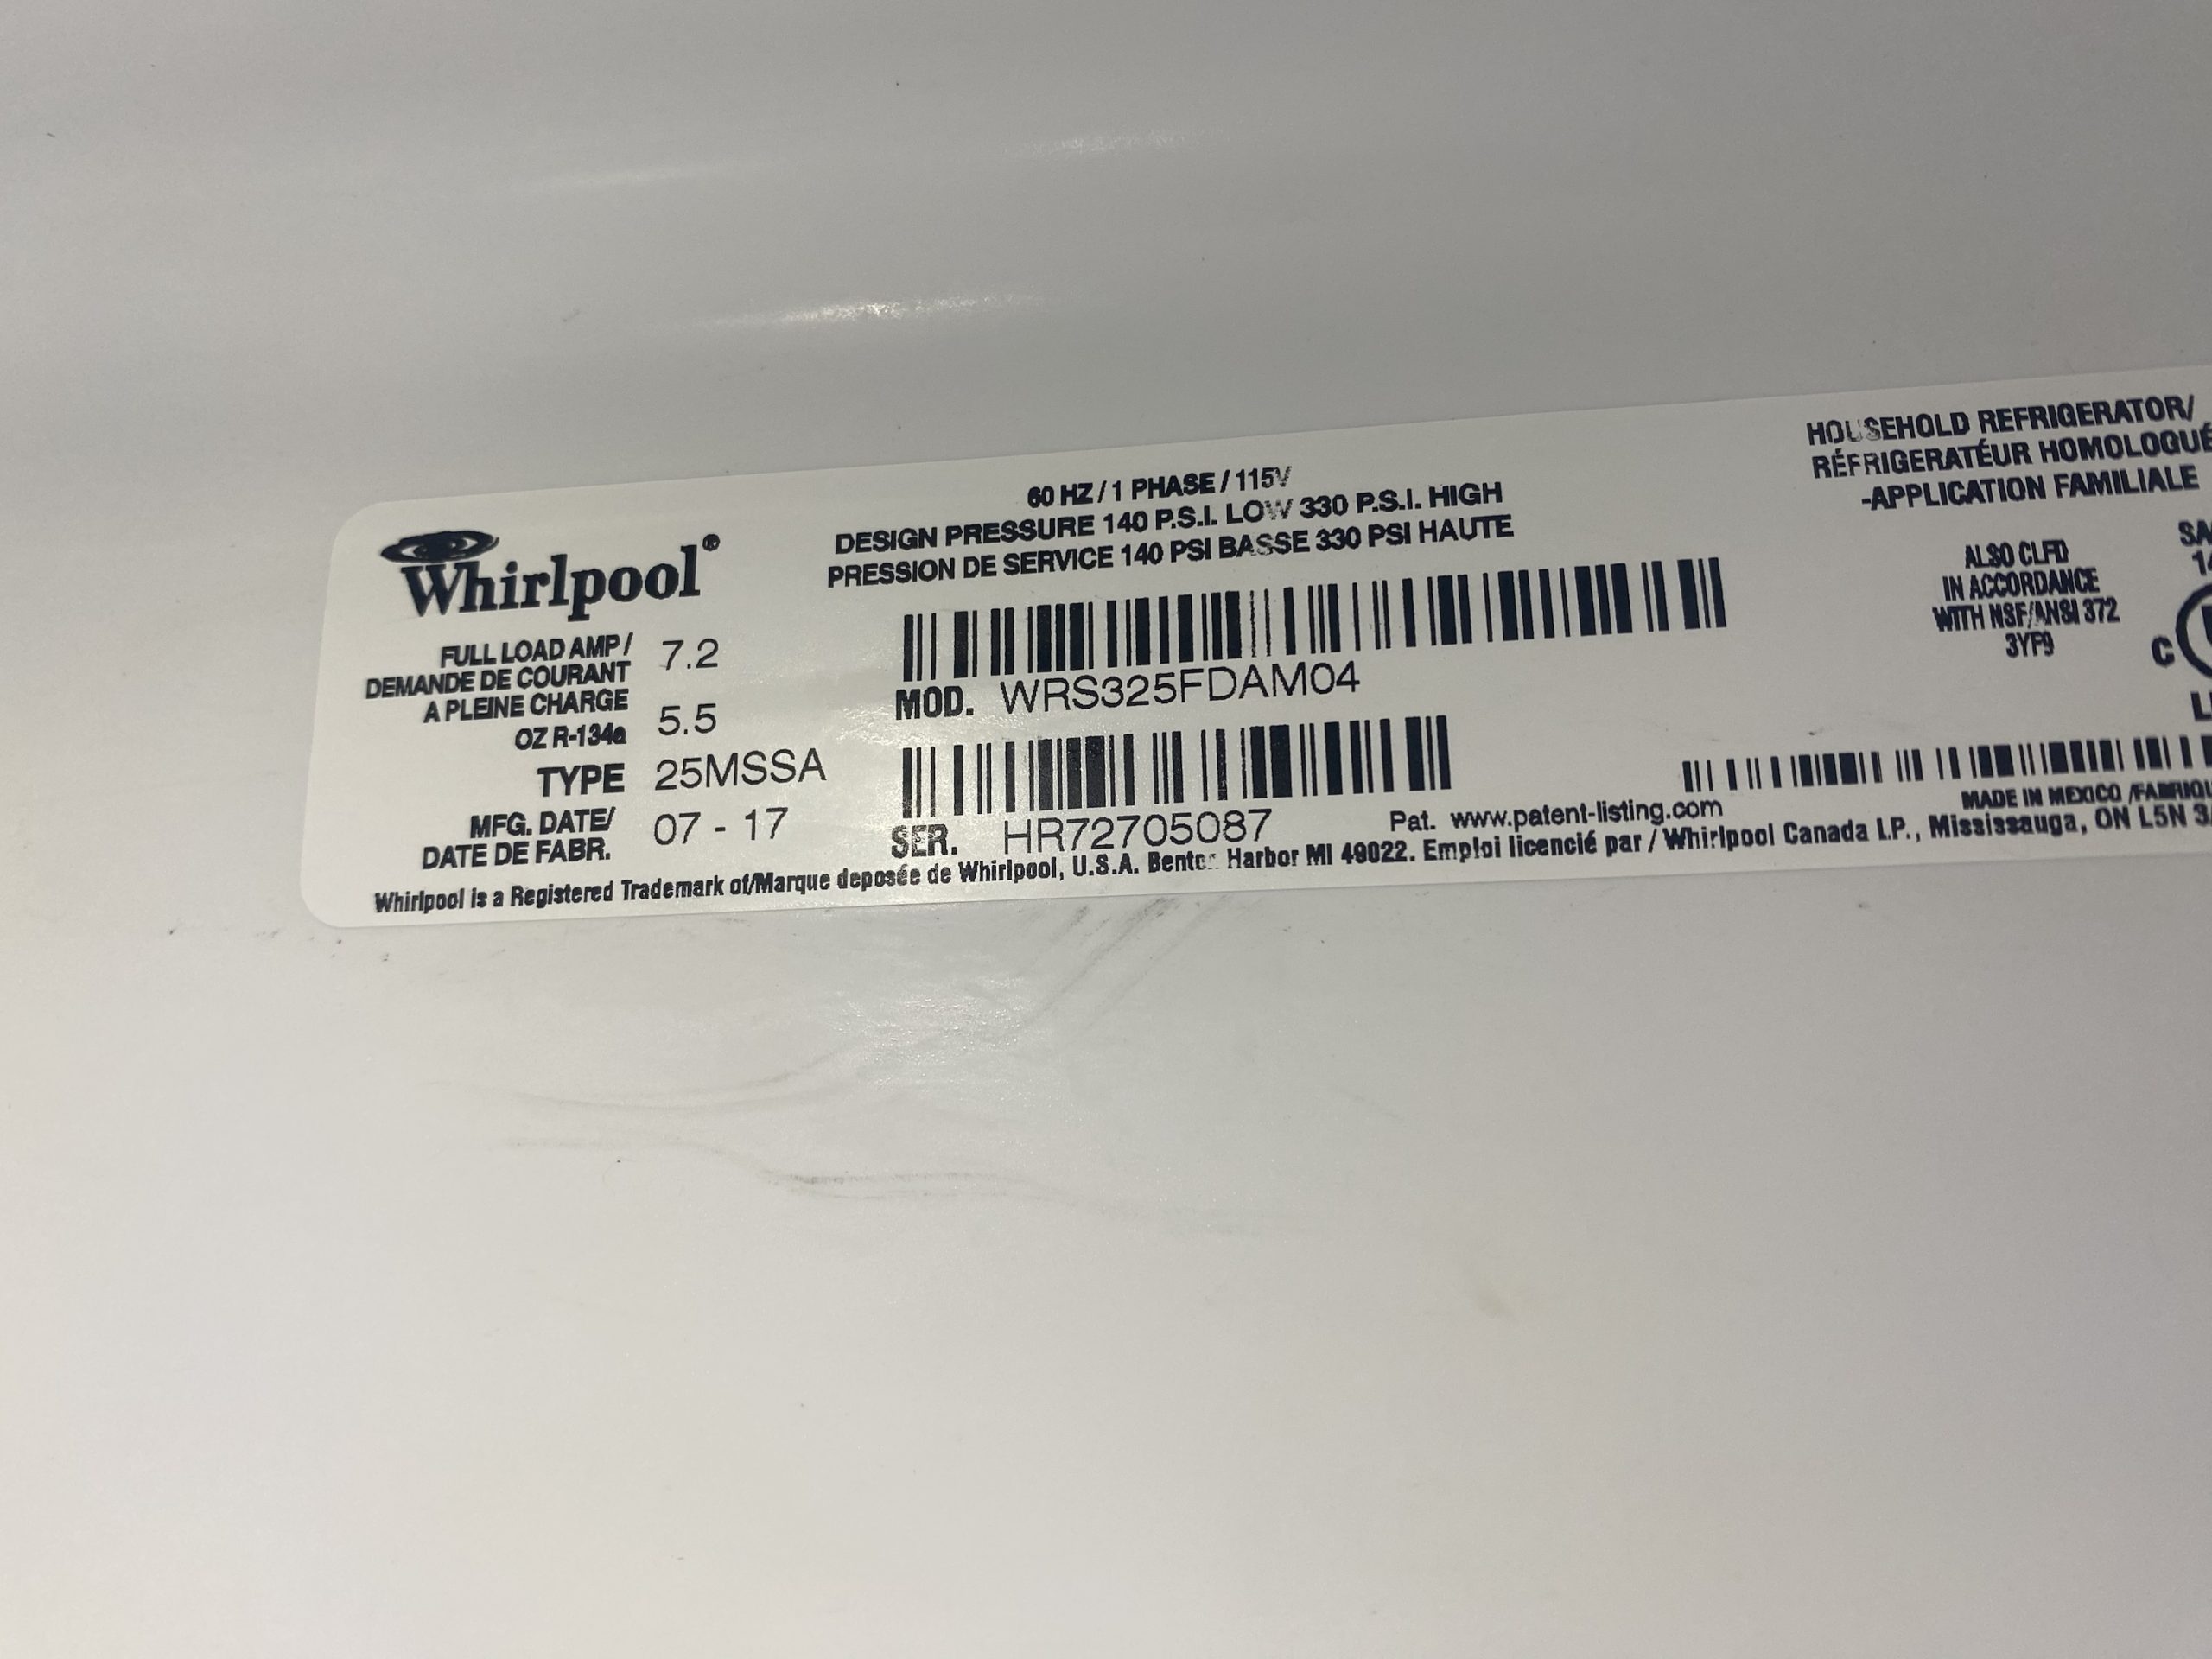 Whirlpool®
60 HZ / 1 PHASE / 115V
DESIGN PRESSURE 140 P.S.I. LOW 330 P.S.I. HIGH
PRESSION DE SERVICE 140 PSI BASSE 330 PSI HAUTE
FULL LOAD AMP / 7.2
DEMANDE DE COURANT
A PLEINE CHARGE
OZ R-134a 5.5
TYPE 25MSSA
MFG. DATE/ 07 - 17
DATE DE FABR.
MOD. WRS325FDAM04
SER. HR72705087
HOUSEHOLD REFRIGERATOR/
RÉFRIGERATÉUR HOMOLOGUÉ
-APPLICATION FAMILIALE
ALSO CLFD
IN ACCORDANCE
WITH NSF/ANSI 372
3YF9
C
Pat. www.patent-listing.com
MADE IN MEXICO
Whirlpool is a Registered Trademark of/Marque deposée de Whirlpool, U.S.A. Benton Harbor MI 49022. Emploi licencié par / Whirlpool Canada L.P., Mississauga, ON L5N